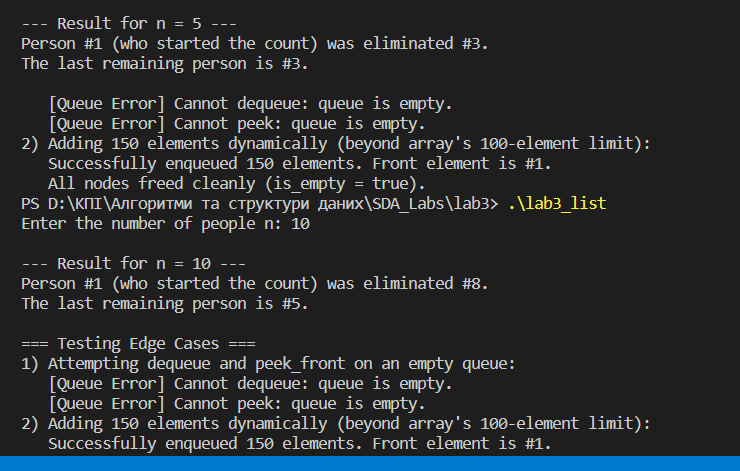 --- Result for n = 5 ---
Person #1 (who started the count) was eliminated #3.
The last remaining person is #3.
[Queue Error] Cannot dequeue: queue is empty.
[Queue Error] Cannot peek: queue is empty.
2) Adding 150 elements dynamically (beyond array's 100-element limit):
Successfully enqueued 150 elements. Front element is #1.
All nodes freed cleanly (is_empty = true).
PS D:\КПІ\Алгоритми та структури даних\SDA_Labs\lab3> .\lab3_list
Enter the number of people n: 10
--- Result for n = 10 ---
Person #1 (who started the count) was eliminated #8.
The last remaining person is #5.
=== Testing Edge Cases ===
1) Attempting dequeue and peek_front on an empty queue:
[Queue Error] Cannot dequeue: queue is empty.
[Queue Error] Cannot peek: queue is empty.
2) Adding 150 elements dynamically (beyond array's 100-element limit):
Successfully enqueued 150 elements. Front element is #1.